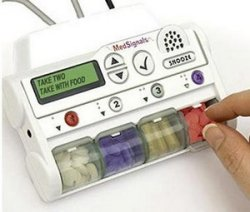 MedSignals
TAKE TWO
TAKE WITH FOOD
SNOOZE
1 2 3 4